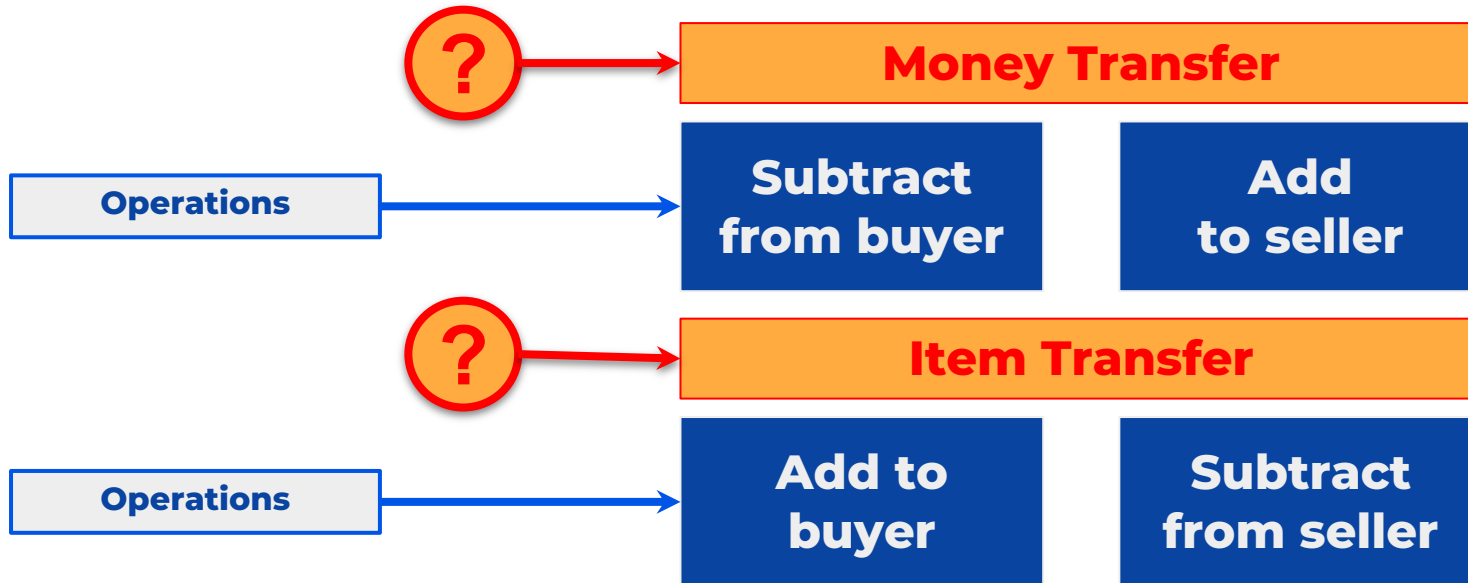 ?
Money Transfer
Operations
Subtract
from buyer
Add
to seller
?
Item Transfer
Operations
Add to
buyer
Subtract
from seller